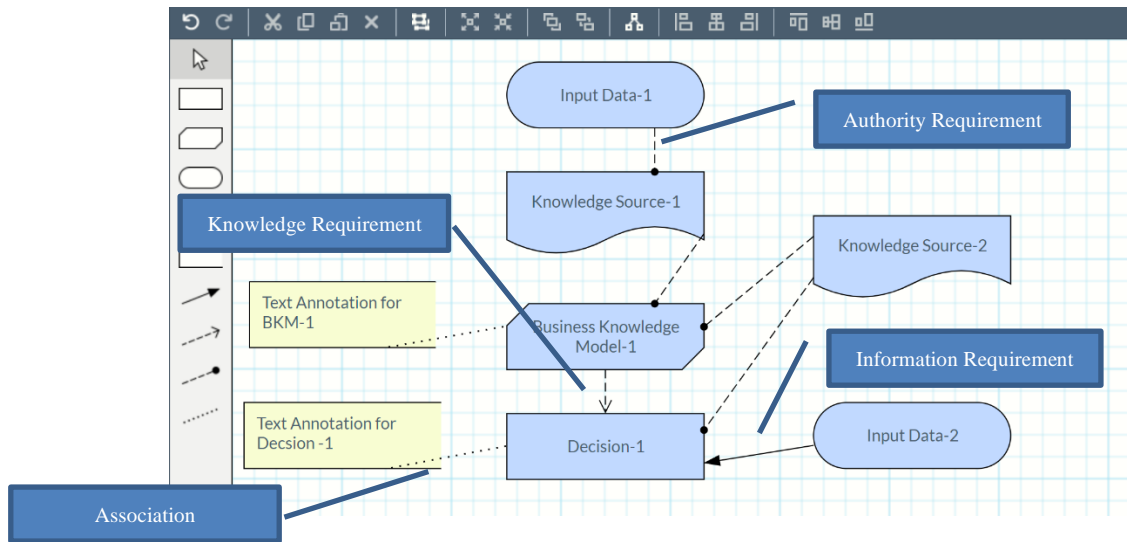 Input Data-1
Authority Requirement
Knowledge Source-1
Knowledge Requirement
Knowledge Source-2
Text Annotation for
BKM-1
Business Knowledge
Model-1
Information Requirement
Text Annotation for
Decsion -1
Decision-1
Input Data-2
Association